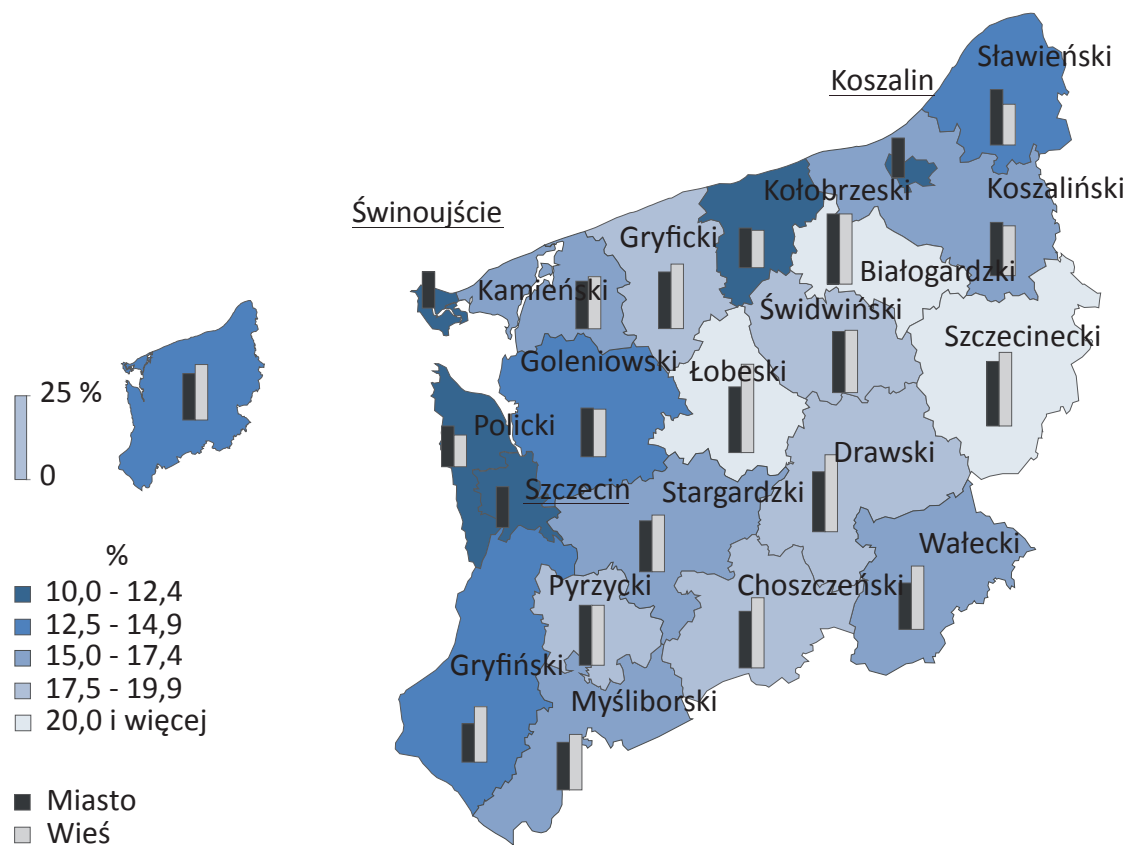 Sławieński
Koszalin
Koszaliński
Kołobrzeski
Świnoujście
Gryficki
Białogardzki
Kamieński
Świdwiński
Szczecinecki
Goleniowski
Łobeski
25 %
0
Policki
Drawski
Szczecin
Stargardzki
Wałecki
%
Pyrzycki
Choszczeński
10,0 - 12,4
12,5 - 14,9
15,0 - 17,4
17,5 - 19,9
20,0 i więcej
Gryfiński
Myśliborski
Miasto
Wieś